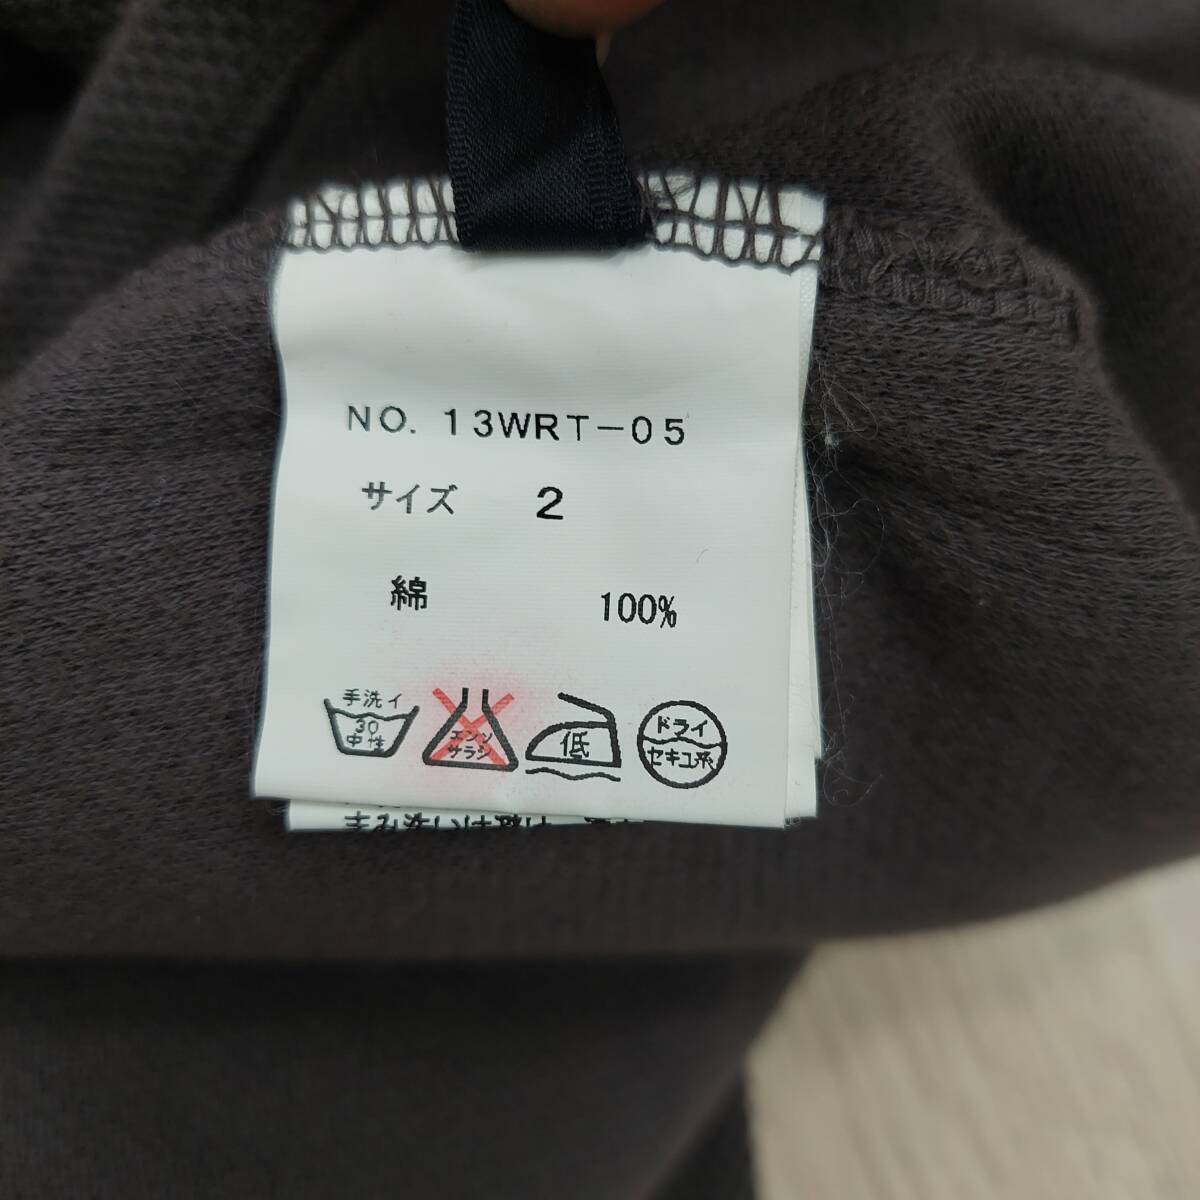 NO. 13WRT-05
サイズ 2
綿 100%
手洗イ
30
中性
エンソ
サラシ
低
ドライ
セキユ系